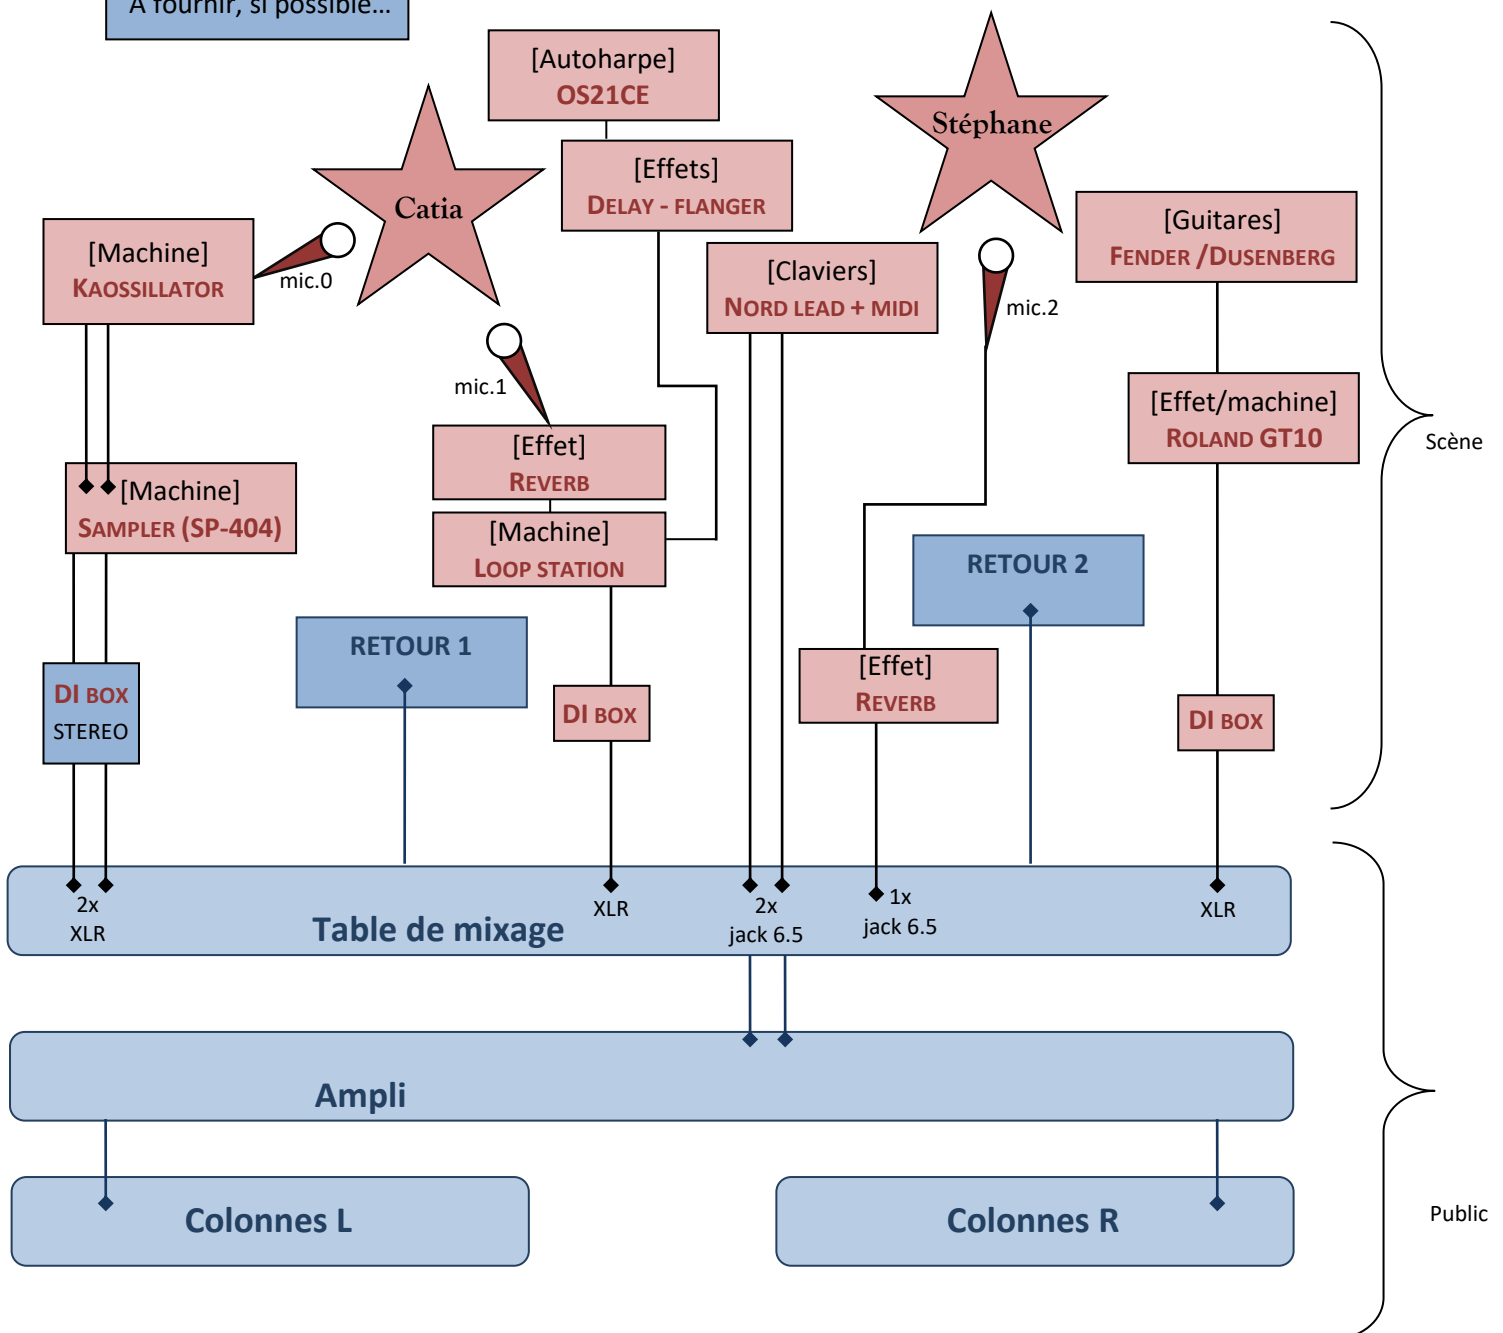 A fournir, si possible…
[Autoharpe]
OS21CE
Stéphane
[Effets]
DELAY - FLANGER
Catia
[Guitares]
FENDER /DUSENBERG
[Machine]
KAOSSILLATOR
mic.0
[Claviers]
NORD LEAD + MIDI
mic.2
mic.1
[Effet/machine]
ROLAND GT10
Scène
[Effet]
REVERB
[Machine]
SAMPLER (SP-404)
[Machine]
LOOP STATION
RETOUR 2
RETOUR 1
[Effet]
REVERB
DI BOX
STEREO
DI BOX
DI BOX
2x
XLR
XLR
2x
jack 6.5
1x
jack 6.5
XLR
Table de mixage
Ampli
Colonnes L
Colonnes R
Public